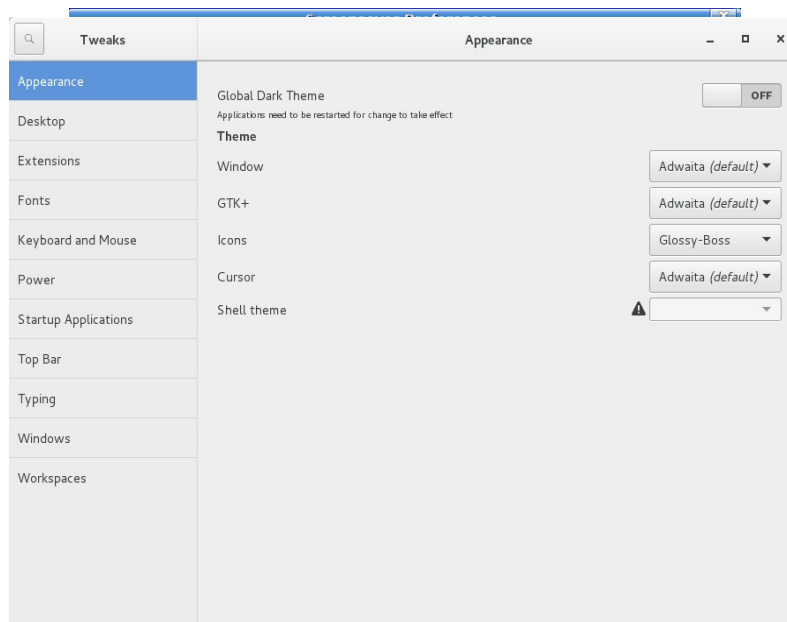 Screensaver Preferences
Tweaks
Appearance
Appearance
Desktop
Extensions
Fonts
Keyboard and Mouse
Power
Startup Applications
Top Bar
Typing
Windows
Workspaces
Global Dark Theme
OFF
Applications need to be restarted for change to take effect
Theme
Window Adwaita (default)
GTK+ Adwaita (default)
Icons Glossy-Boss
Cursor Adwaita (default)
Shell theme